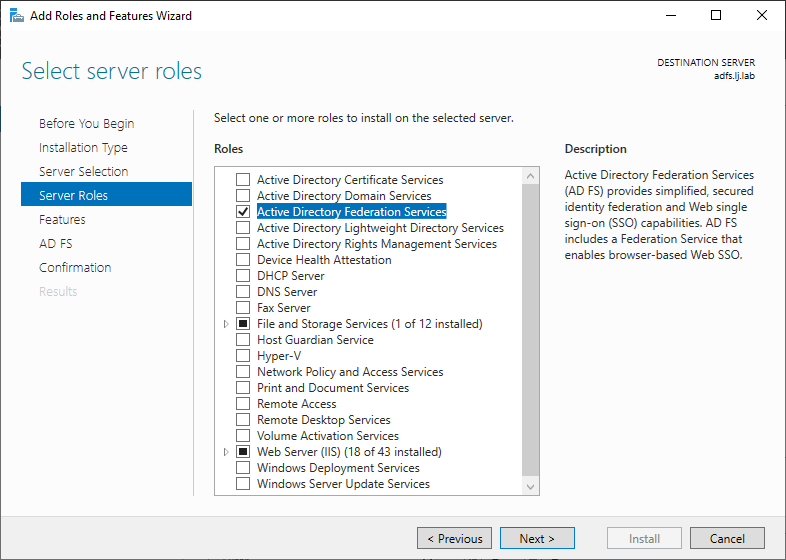 Add Roles and Features Wizard
Select server roles
DESTINATION SERVER
adfs.lj.lab
Before You Begin
Installation Type
Server Selection
Server Roles
Features
AD FS
Confirmation
Results
Select one or more roles to install on the selected server.
Roles
Active Directory Certificate Services
Active Directory Domain Services
Active Directory Federation Services
Active Directory Lightweight Directory Services
Active Directory Rights Management Services
Device Health Attestation
DHCP Server
DNS Server
Fax Server
File and Storage Services (1 of 12 installed)
Host Guardian Service
Hyper-V
Network Policy and Access Services
Print and Document Services
Remote Access
Remote Desktop Services
Volume Activation Services
Web Server (IIS) (18 of 43 installed)
Windows Deployment Services
Windows Server Update Services
Description
Active Directory Federation Services
(AD FS) provides simplified, secured
identity federation and Web single
sign-on (SSO) capabilities. AD FS
includes a Federation Service that
enables browser-based Web SSO.
< Previous
Next >
Install
Cancel